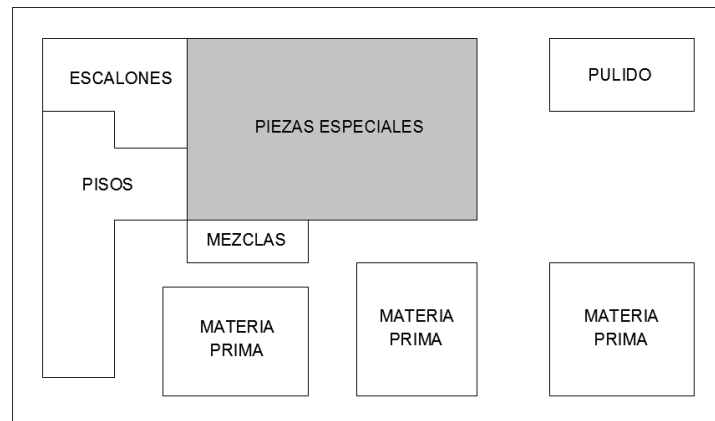 ESCALONES
PIEZAS ESPECIALES
PULIDO
PISOS
MEZCLAS
MATERIA
PRIMA
MATERIA
PRIMA
MATERIA
PRIMA